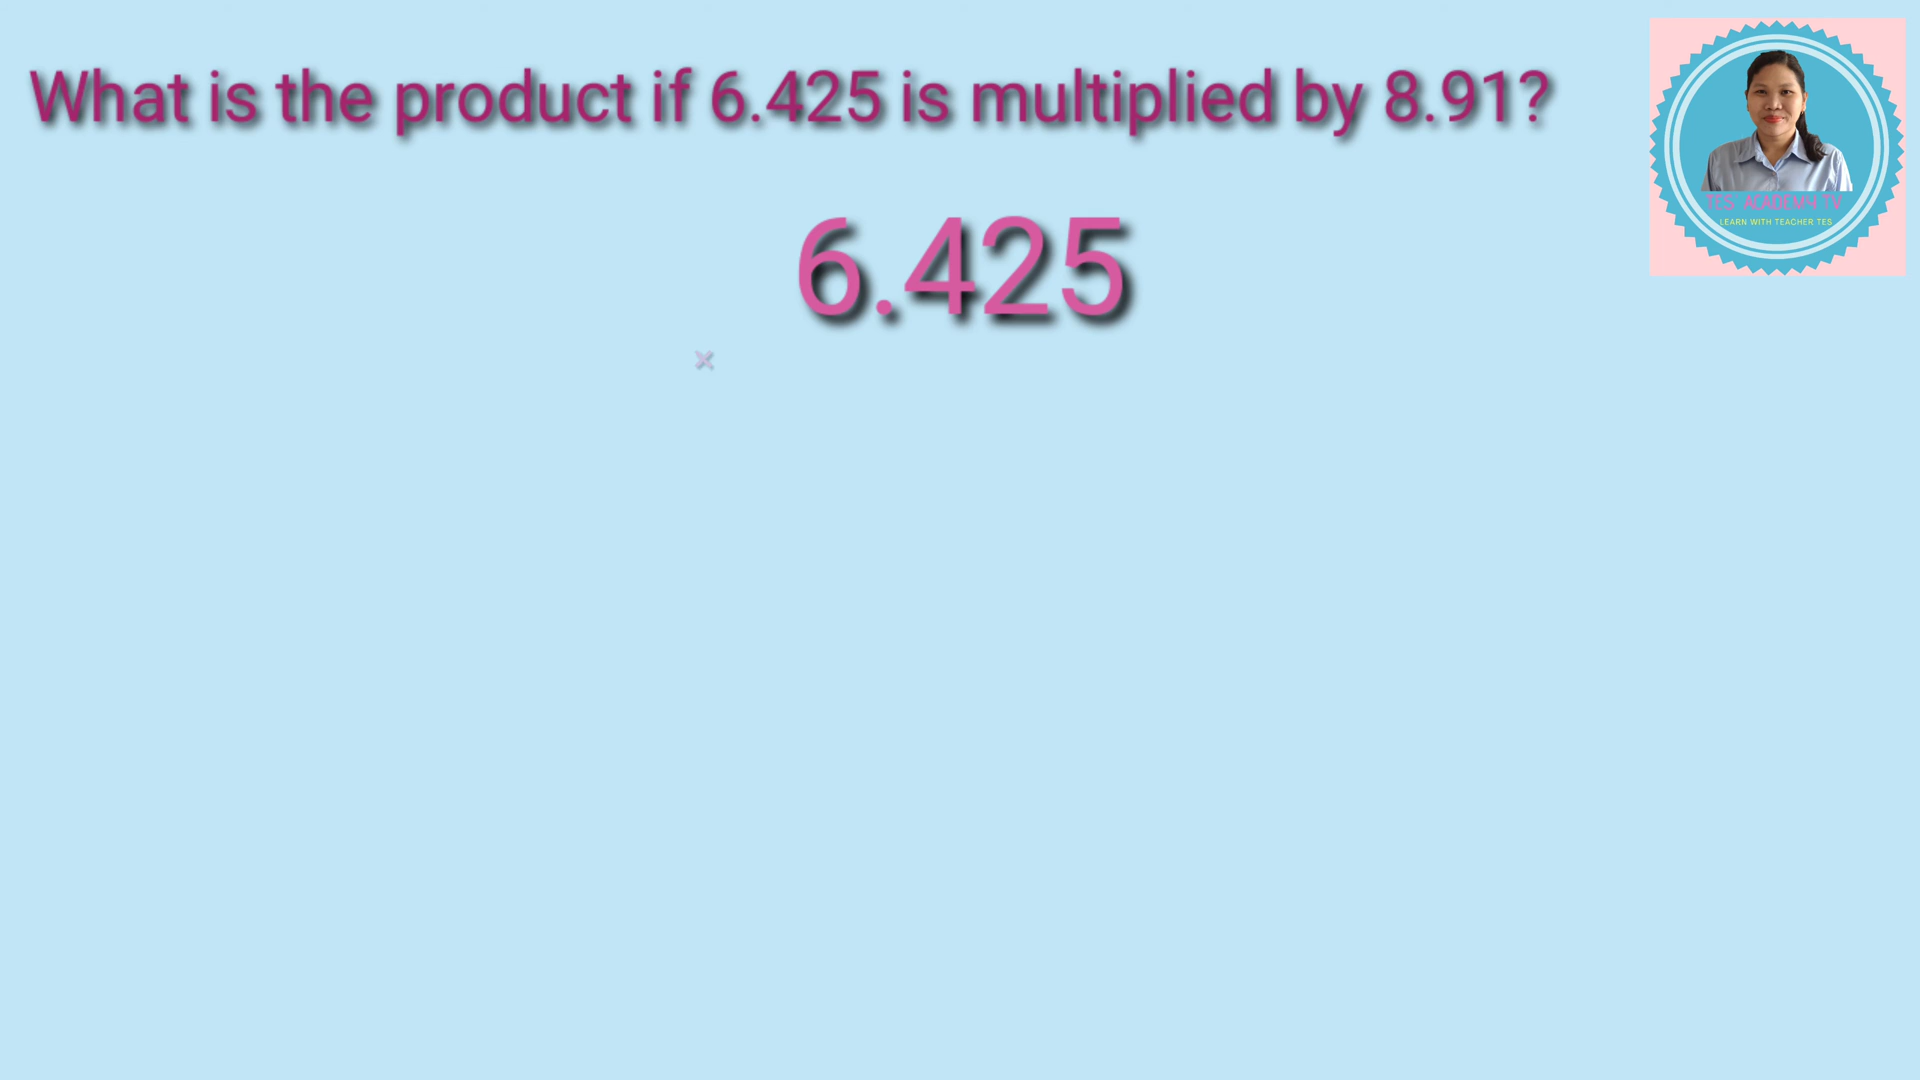 What is the product if 6.425 is multiplied by 8.91?
6.425
×
TES' ACADEMY TV
LEARN WITH TEACHER TES